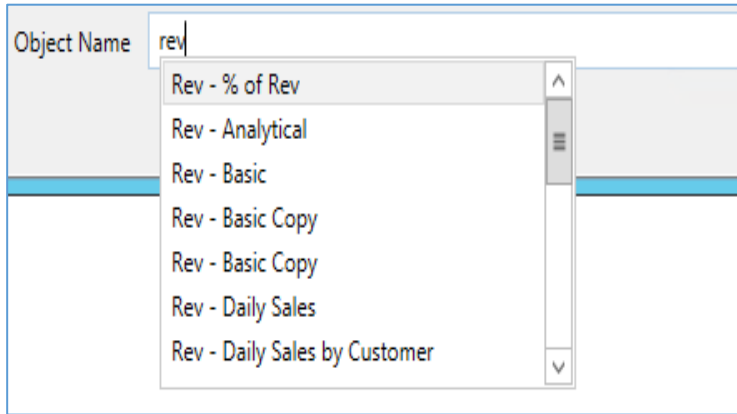 Object Name rev
Rev - % of Rev
Rev - Analytical
Rev - Basic
Rev - Basic Copy
Rev - Basic Copy
Rev - Daily Sales
Rev - Daily Sales by Customer